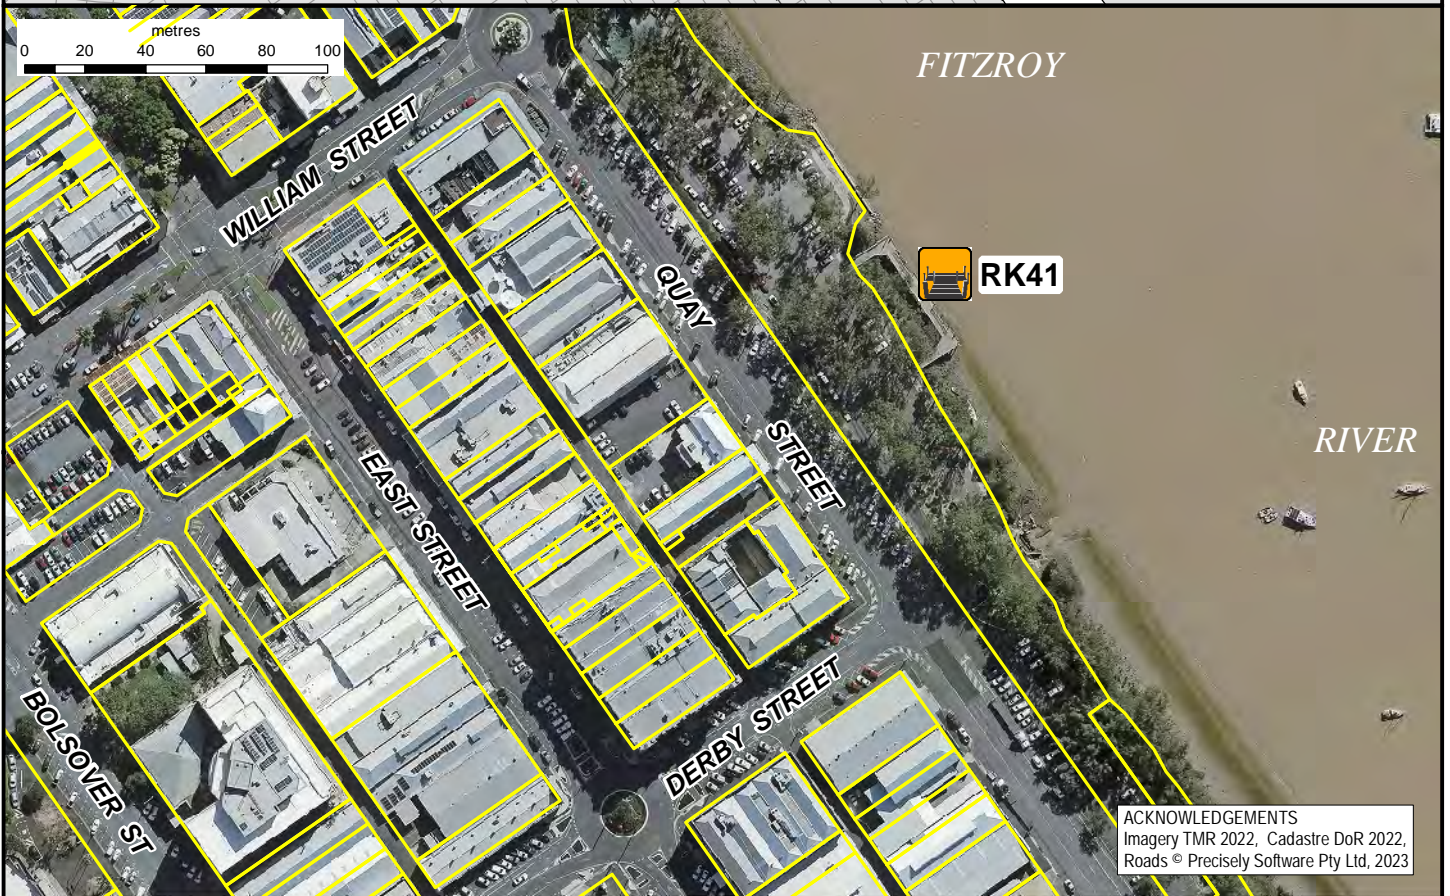 metres
0 20 40 60 80 100
FITZROY
WILLIAM STREET
RK41
QUAY
STREET
RIVER
EAST STREET
DERBY STREET
BOLSOVER ST
ACKNOWLEDGEMENTS
Imagery TMR 2022, Cadastre DoR 2022,
Roads © Precisely Software Pty Ltd, 2023